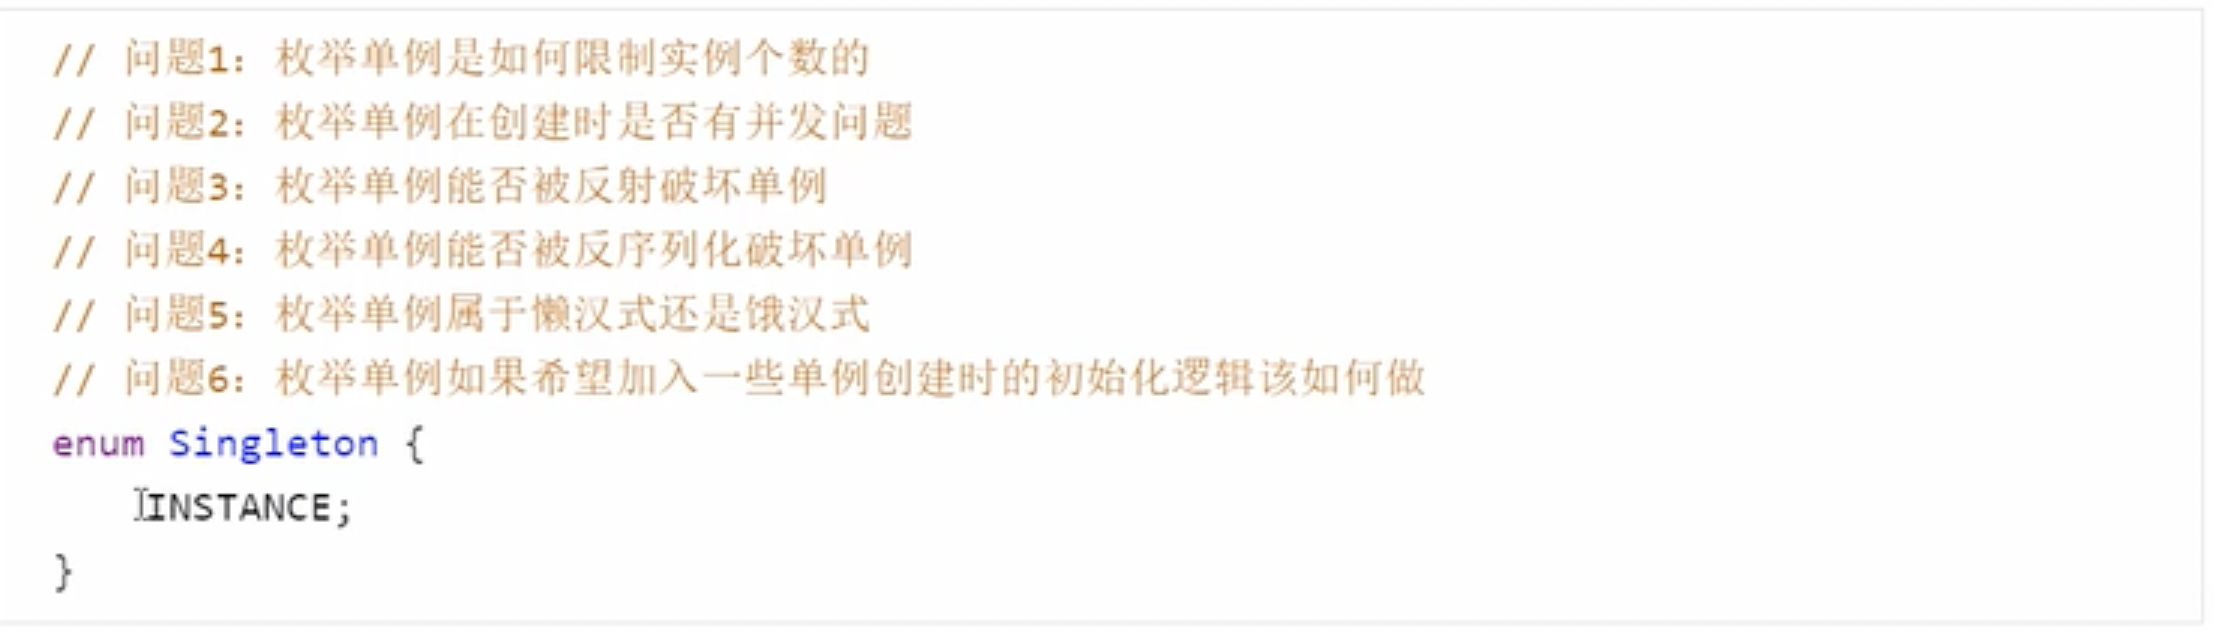 // 问题1：枚举单例是如何限制实例个数的
// 问题2：枚举单例在创建时是否有并发问题
// 问题3：枚举单例能否被反射破坏单例
// 问题4：枚举单例能否被反序列化破坏单例
// 问题5：枚举单例属于懒汉式还是饿汉式
// 问题6：枚举单例如果希望加入一些单例创建时的初始化逻辑该如何做
enum Singleton {
    INSTANCE;
}